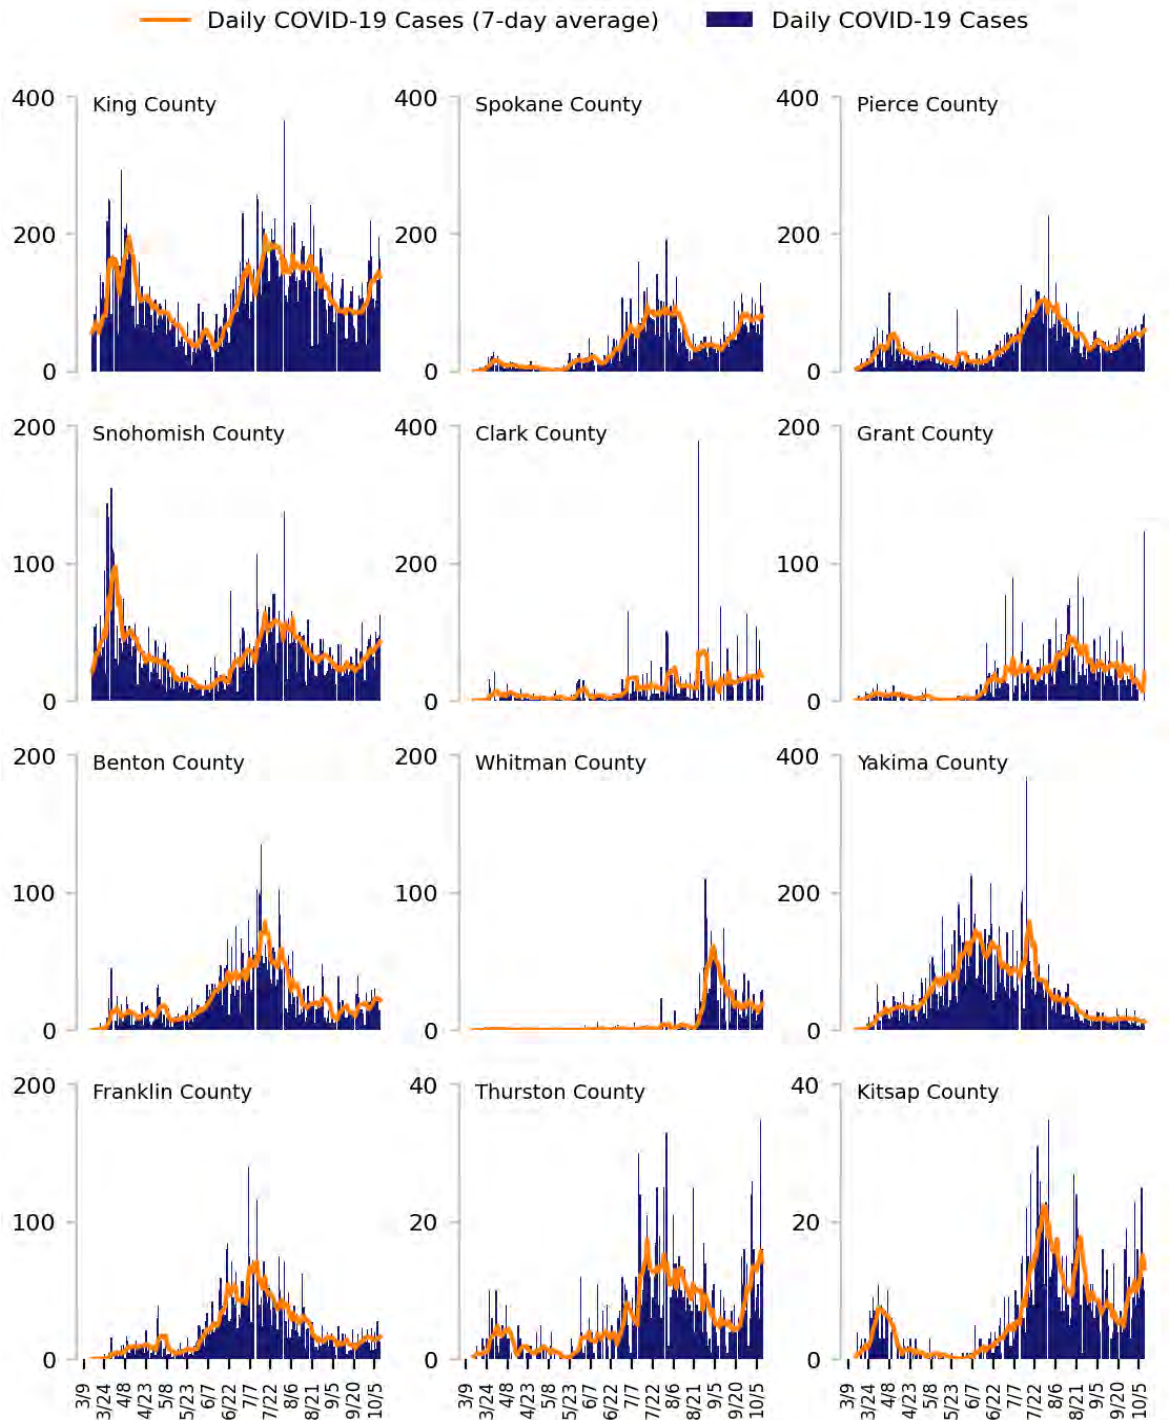 Daily COVID-19 Cases (7-day average) Daily COVID-19 Cases
400 King County 400 Spokane County 400 Pierce County
200 200 200
0 0 0
200 Snohomish County 400 Clark County 200 Grant County
100 200 100
0 0 0
200 Benton County 200 Whitman County 400 Yakima County
100 100 200
0 0 0
200 Franklin County 40 Thurston County 40 Kitsap County
100 20 20
0 0 0
3/9 3/24 4/8 4/23 5/8 5/23 6/7 6/22 7/7 7/22 8/6 8/21 9/5 9/20 10/5 3/9 3/24 4/8 4/23 5/8 5/23 6/7 6/22 7/7 7/22 8/6 8/21 9/5 9/20 10/5 3/9 3/24 4/8 4/23 5/8 5/23 6/7 6/22 7/7 7/22 8/6 8/21 9/5 9/20 10/5